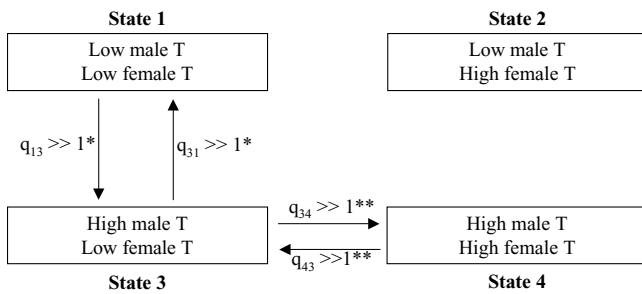 State 1
Low male T
Low female T
State 2
Low male T
High female T
q13 >> 1*
q31 >> 1*
High male T
Low female T
State 3
q34 >> 1**
q43 >>1**
High male T
High female T
State 4